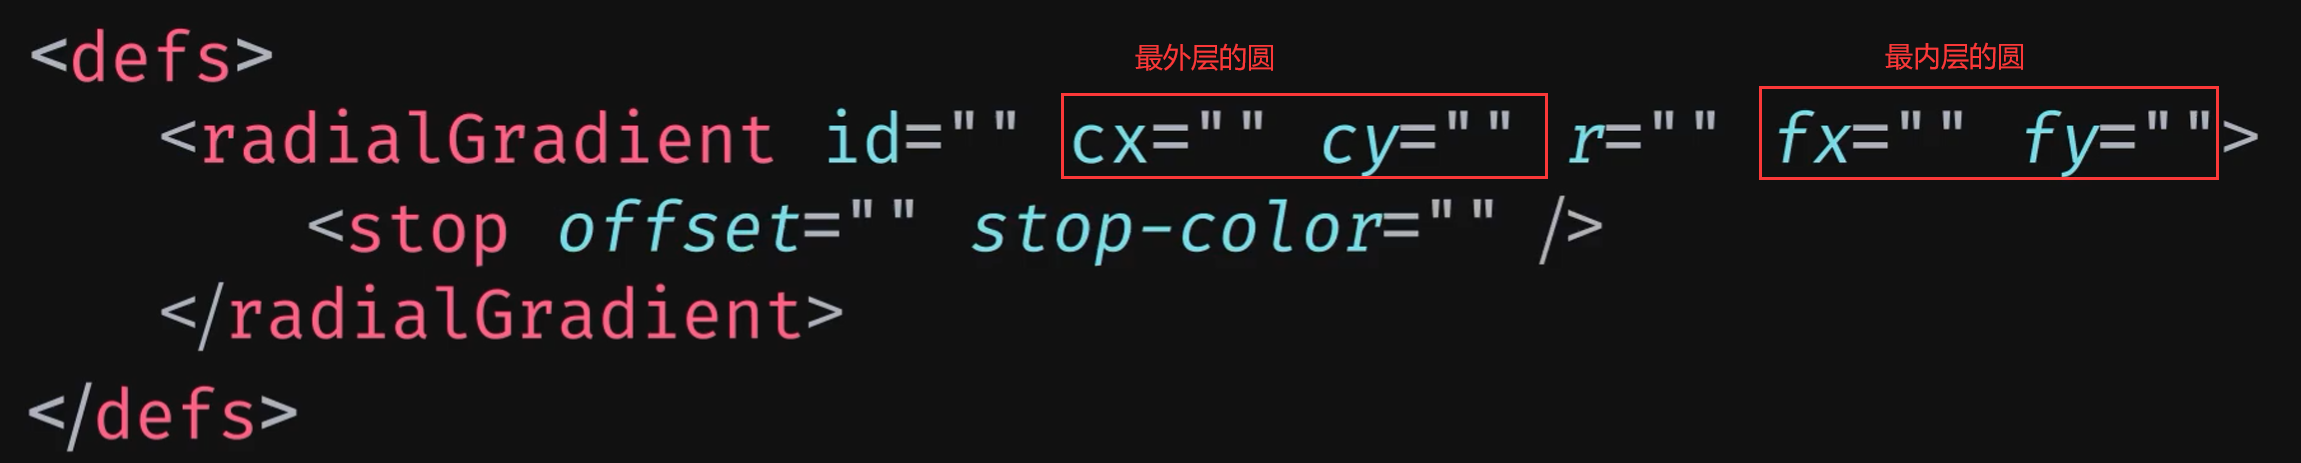 <defs>
最外层的圆 最内层的圆
<radialGradient id="" cx="" cy="" r="" fx="" fy="">
<stop offset="" stop-color="" />
</radialGradient>
</defs>